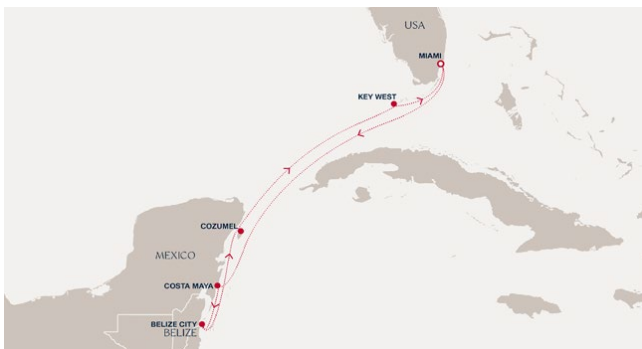 USA
MIAMI
KEY WEST
COZUMEL
MEXICO
COSTA MAYA
BELIZE CITY
BELIZE